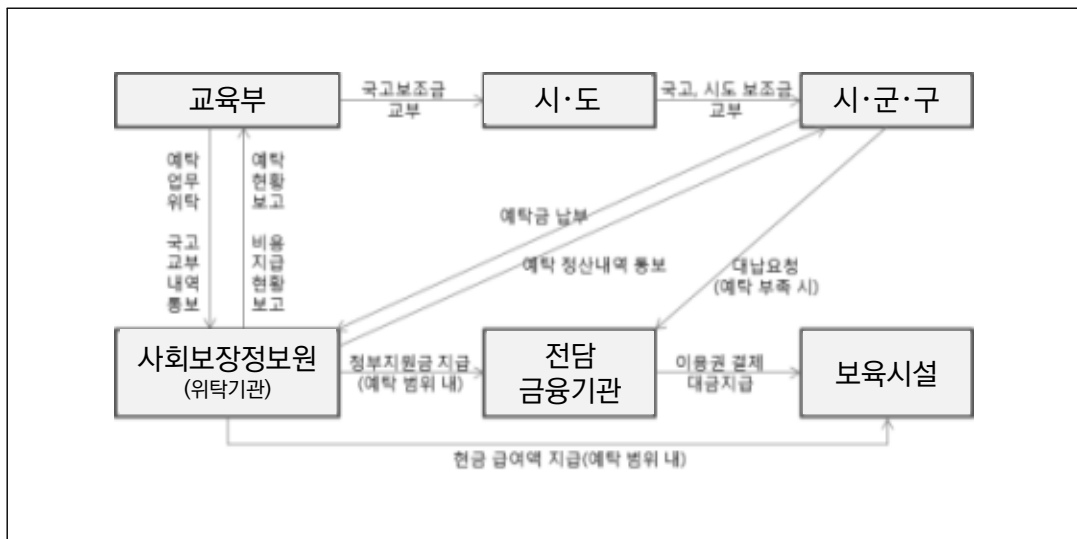 교육부
국고보조금
교부
시·도
국고, 시도 보조금
교부
시·군·구
예탁
업무
위탁
국고
교부
내역
통보
예탁
현황
보고
비용
지급
현황
보고
예탁금 납부
예탁 정산내역 통보
대납요청
(예탁 부족 시)
사회보장정보원
(위탁기관)
정부지원금 지급
(예탁 범위 내)
전담
금융기관
이용권 결제
대금지급
보육시설
현금 급여액 지급(예탁 범위 내)